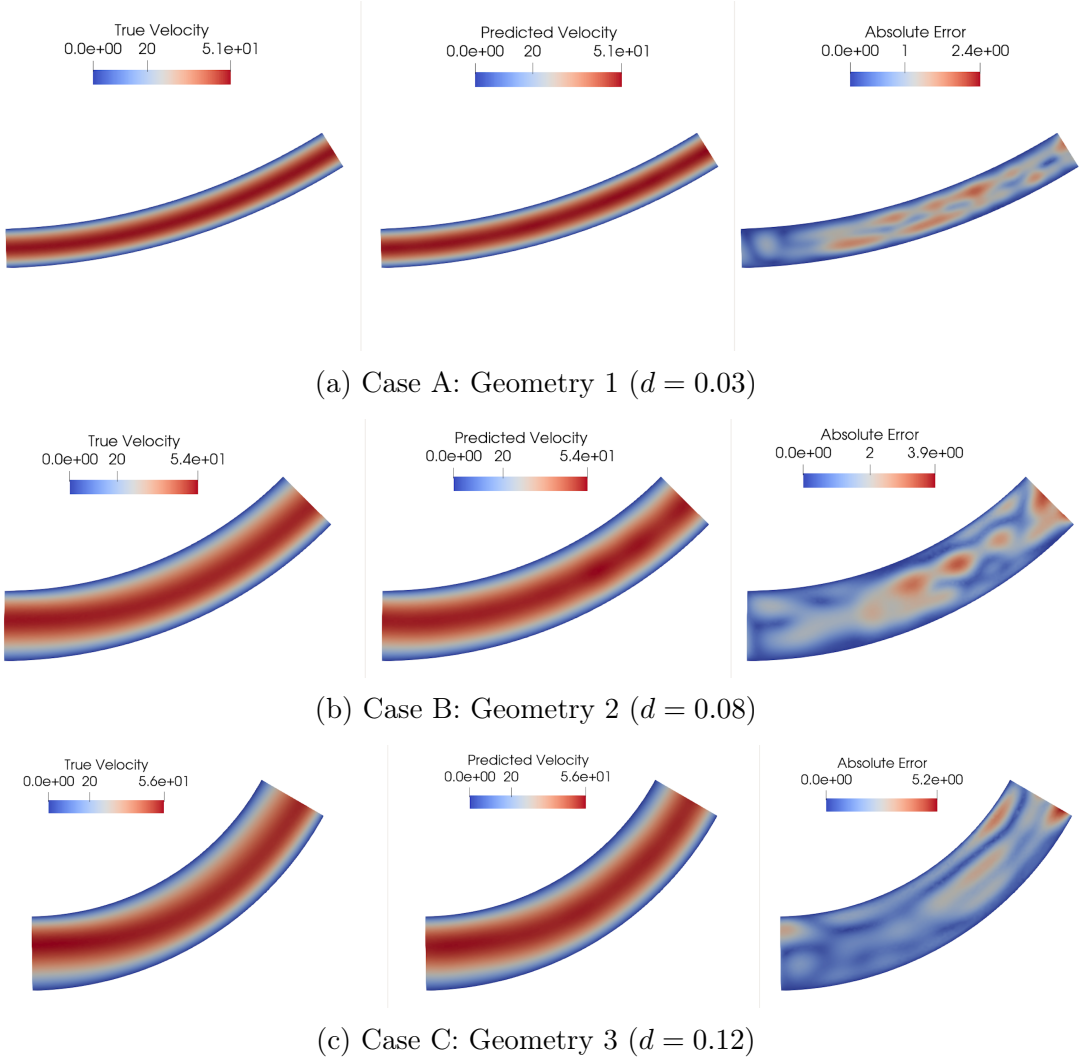 True Velocity
0.0e+00 20 5.1e+01
Predicted Velocity
0.0e+00 20 5.1e+01
Absolute Error
0.0e+00 1 2.4e+00
(a) Case A: Geometry 1 (d = 0.03)
True Velocity
0.0e+00 20 5.4e+01
Predicted Velocity
0.0e+00 20 5.4e+01
Absolute Error
0.0e+00 2 3.9e+00
(b) Case B: Geometry 2 (d = 0.08)
True Velocity
0.0e+00 20 5.6e+01
Predicted Velocity
0.0e+00 20 5.6e+01
Absolute Error
0.0e+00 5.2e+00
(c) Case C: Geometry 3 (d = 0.12)